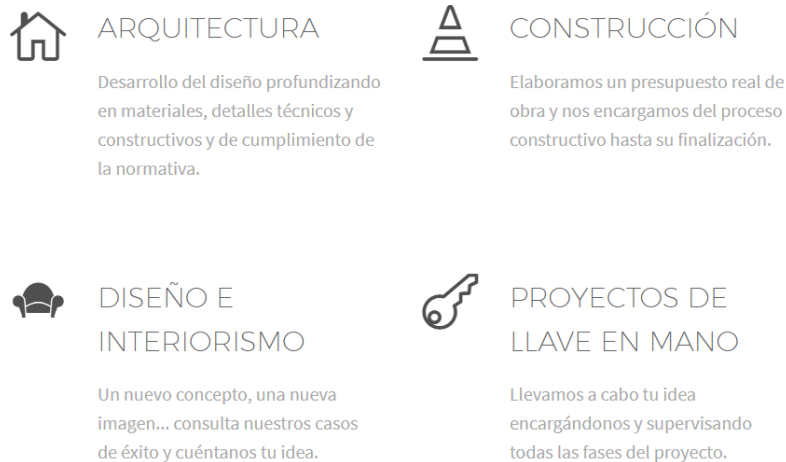 ARQUITECTURA
Desarrollo del diseño profundizando
en materiales, detalles técnicos y
constructivos y de cumplimiento de
la normativa.
CONSTRUCCIÓN
Elaboramos un presupuesto real de
obra y nos encargamos del proceso
constructivo hasta su finalización.
DISEÑO E
INTERIORISMO
Un nuevo concepto, una nueva
imagen... consulta nuestros casos
de éxito y cuéntanos tu idea.
PROYECTOS DE
LLAVE EN MANO
Llevamos a cabo tu idea
encargándonos y supervisando
todas las fases del proyecto.